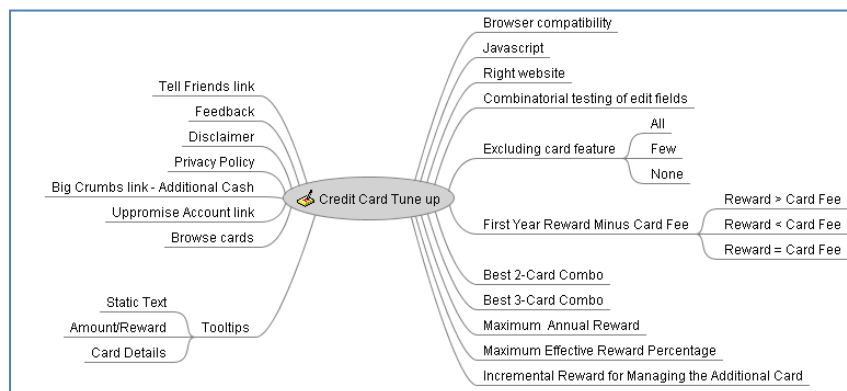 Browser compatibility
Javascript
Right website
Combinatorial testing of edit fields
Excluding card feature
All
Few
None
First Year Reward Minus Card Fee
Reward > Card Fee
Reward < Card Fee
Reward = Card Fee
Best 2-Card Combo
Best 3-Card Combo
Maximum Annual Reward
Maximum Effective Reward Percentage
Incremental Reward for Managing the Additional Card
Credit Card Tune up
Tell Friends link
Feedback
Disclaimer
Privacy Policy
Big Crumbs link - Additional Cash
Uppromise Account link
Browse cards
Tooltips
Static Text
Amount/Reward
Card Details